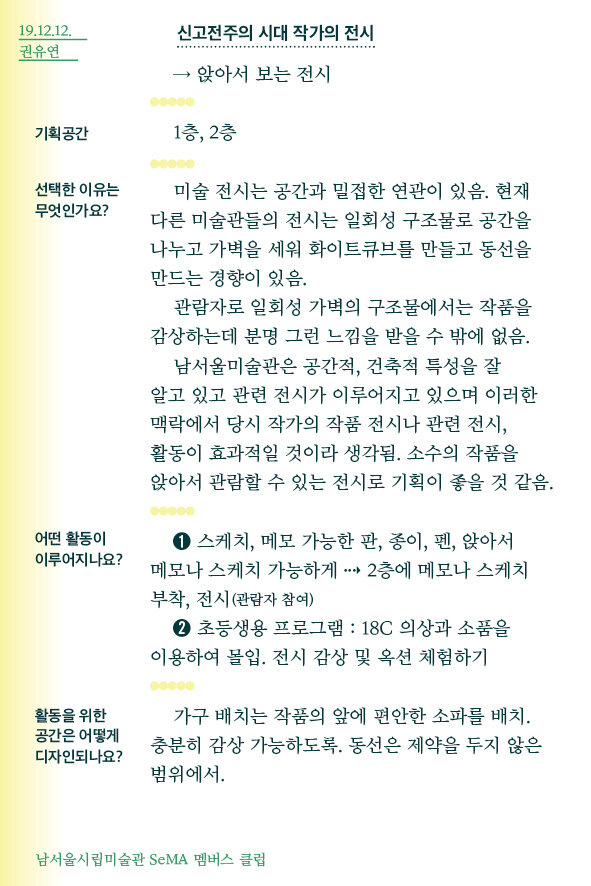 19.12.12.
권유연
신고전주의 시대 작가의 전시
→ 앉아서 보는 전시
기획공간
1층, 2층
선택한 이유는
무엇인가요?
미술 전시는 공간과 밀접한 연관이 있음. 현재
다른 미술관들의 전시는 일회성 구조물로 공간을
나누고 가벽을 세워 화이트큐브를 만들고 동선을
만드는 경향이 있음.
관람자로 일회성 가벽의 구조물에서는 작품을
감상하는데 분명 그런 느낌을 받을 수 밖에 없음.
남서울미술관은 공간적, 건축적 특성을 잘
알고 있고 관련 전시가 이루어지고 있으며 이러한
맥락에서 당시 작가의 작품 전시나 관련 전시,
활동이 효과적일 것이라 생각됨. 소수의 작품을
앉아서 관람할 수 있는 전시로 기획이 좋을 것 같음.
어떤 활동이
이루어지나요?
❶ 스케치, 메모 가능한 판, 종이, 펜, 앉아서
메모나 스케치 가능하게 ⇢ 2층에 메모나 스케치
부착, 전시(관람자 참여)
❷ 초등생용 프로그램 : 18C 의상과 소품을
이용하여 몰입. 전시 감상 및 옥션 체험하기
활동을 위한
공간은 어떻게
디자인되나요?
가구 배치는 작품의 앞에 편안한 소파를 배치.
충분히 감상 가능하도록. 동선은 제약을 두지 않은
범위에서.
남서울시립미술관 SeMA 멤버스 클럽